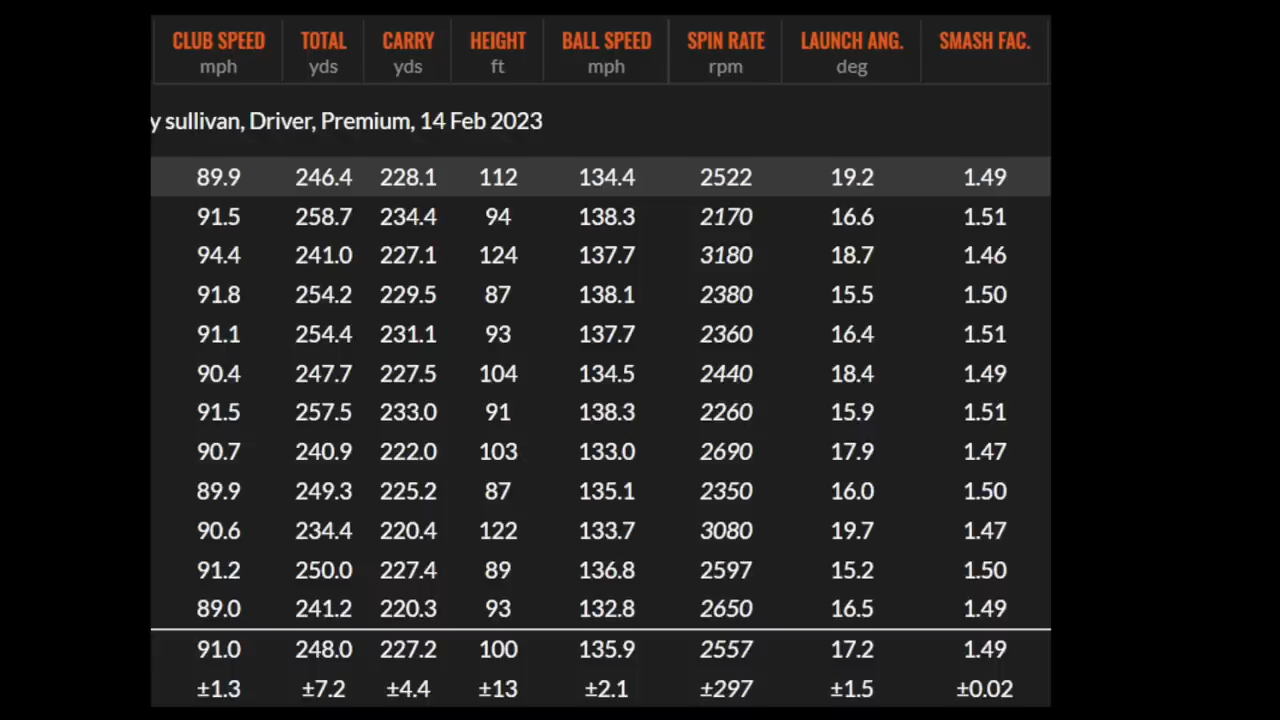 CLUB SPEED TOTAL CARRY HEIGHT BALL SPEED SPIN RATE LAUNCH ANG. SMASH FAC.
mph yds yds ft mph rpm deg
y sullivan, Driver, Premium, 14 Feb 2023
89.9 246.4 228.1 112 134.4 2522 19.2 1.49
91.5 258.7 234.4 94 138.3 2170 16.6 1.51
94.4 241.0 227.1 124 137.7 3180 18.7 1.46
91.8 254.2 229.5 87 138.1 2380 15.5 1.50
91.1 254.4 231.1 93 137.7 2360 16.4 1.51
90.4 247.7 227.5 104 134.5 2440 18.4 1.49
91.5 257.5 233.0 91 138.3 2260 15.9 1.51
90.7 240.9 222.0 103 133.0 2690 17.9 1.47
89.9 249.3 225.2 87 135.1 2350 16.0 1.50
90.6 234.4 220.4 122 133.7 3080 19.7 1.47
91.2 250.0 227.4 89 136.8 2597 15.2 1.50
89.0 241.2 220.3 93 132.8 2650 16.5 1.49
91.0 248.0 227.2 100 135.9 2557 17.2 1.49
±1.3 ±7.2 ±4.4 ±13 ±2.1 ±297 ±1.5 ±0.02